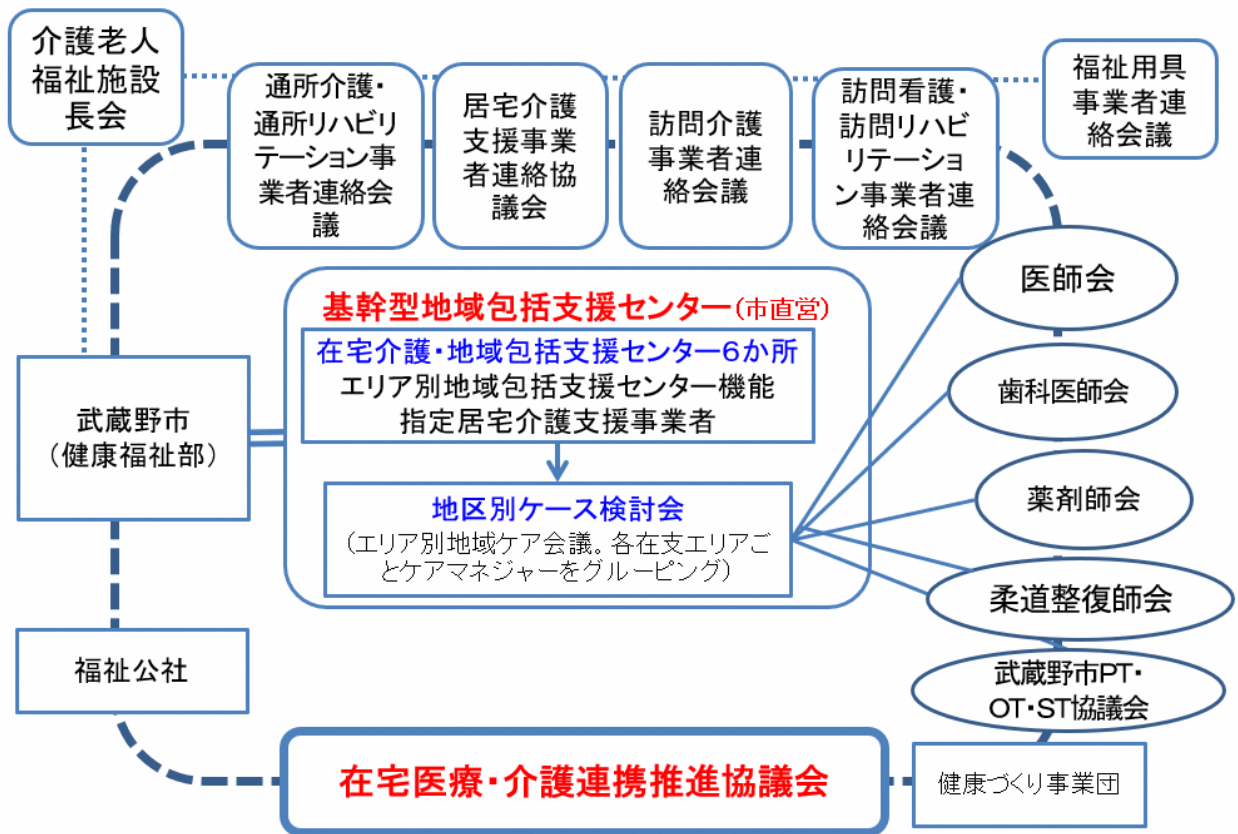 介護老人
福祉施設
長会
通所介護・
通所リハビリ
テーション事
業者連絡会
議
居宅介護
支援事業
者連絡協
議会
訪問介護
事業者連
絡会議
訪問看護・
訪問リハビ
リテーショ
ン事業者連
絡会議
福祉用具
事業者連
絡会議
基幹型地域包括支援センター(市直営)
在宅介護・地域包括支援センター6か所
エリア別地域包括支援センター機能
指定居宅介護支援事業者
地区別ケース検討会
(エリア別地域ケア会議。各在支エリアご
とケアマネジャーをグルーピング)
武蔵野市
(健康福祉部)
福祉公社
医師会
歯科医師会
薬剤師会
柔道整復師会
武蔵野市PT・
OT・ST協議会
健康づくり事業団
在宅医療・介護連携推進協議会